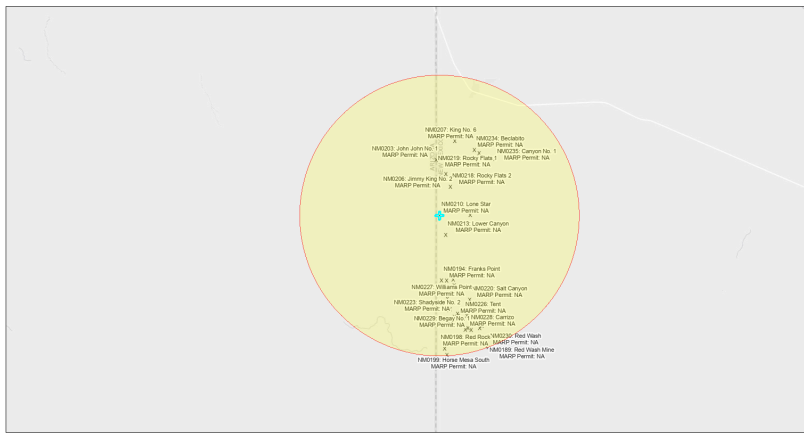 NM0207: King No. 6
MARP Permit: NA
NM0234: Beclabito
MARP Permit: NA
NM0203: John John No. 1
MARP Permit: NA
NM0235: Canyon No. 1
MARP Permit: NA
NM0219: Rocky Flats 1
MARP Permit: NA
NM0206: Jimmy King No. 2
MARP Permit: NA
NM0218: Rocky Flats 2
MARP Permit: NA
NM0210: Lone Star
MARP Permit: NA
NM0213: Lower Canyon
MARP Permit: NA
NM0194: Franks Point
MARP Permit: NA
NM0227: Williams Point
MARP Permit: NA
NM0220: Salt Canyon
MARP Permit: NA
NM0223: Shadyside No. 2
MARP Permit: NA
NM0226: Tent
MARP Permit: NA
NM0229: Begay No. 1
MARP Permit: NA
NM0228: Carrizo
MARP Permit: NA
NM0198: Red Rock
MARP Permit: NA
NM0230: Red Wash
NM0189: Red Wash Mine
MARP Permit: NA
NM0199: Horse Mesa South
MARP Permit: NA